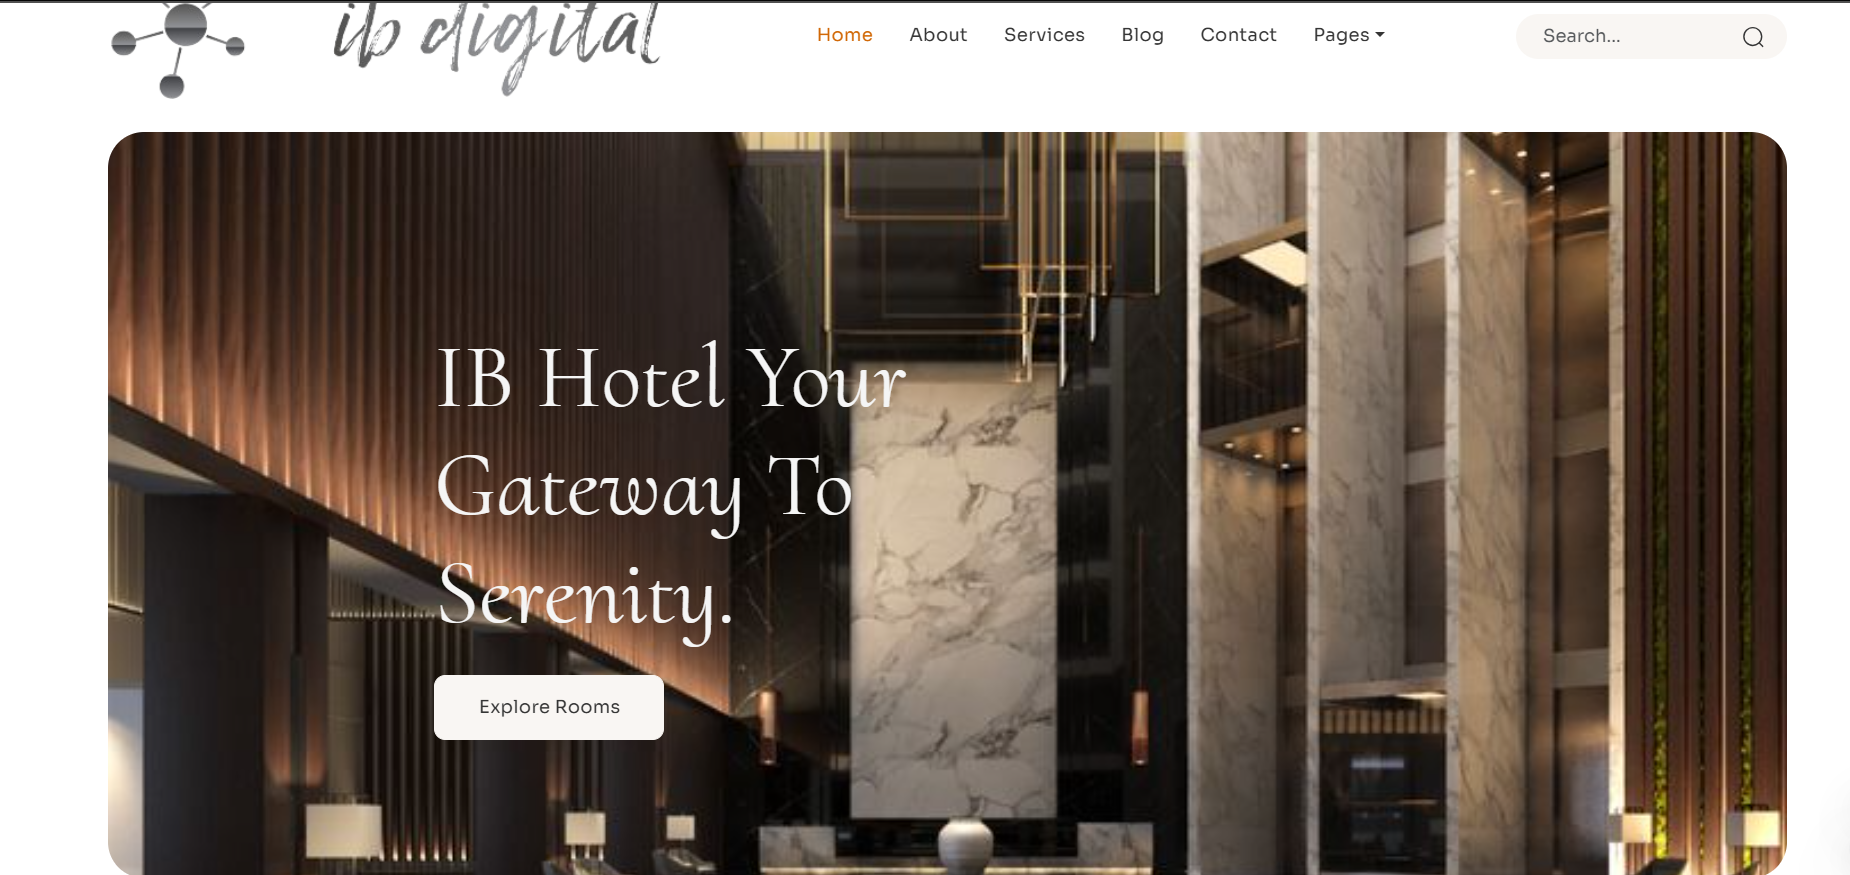 ib digital
Home About Services Blog Contact Pages
Search...
IB Hotel Your
Gateway To
Serenity.
Explore Rooms